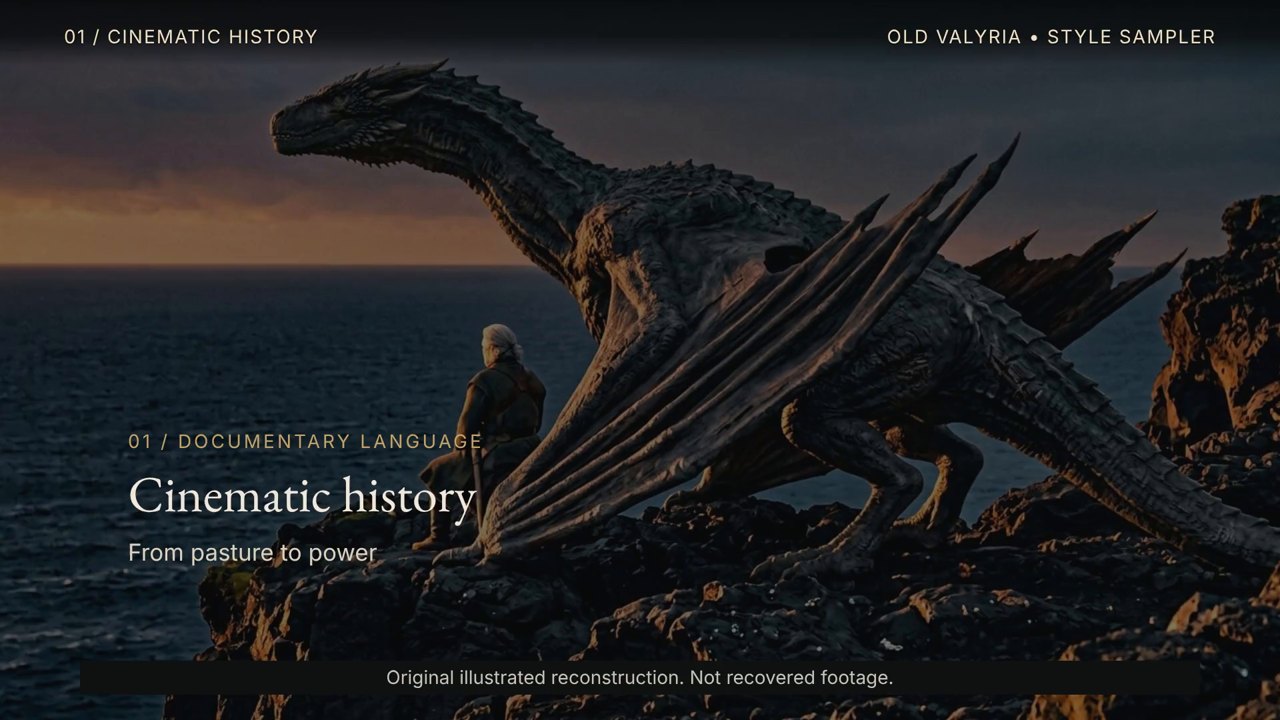 01 / CINEMATIC HISTORY
OLD VALYRIA • STYLE SAMPLER
01 / DOCUMENTARY LANGUAGE
Cinematic history
From pasture to power
Original illustrated reconstruction. Not recovered footage.